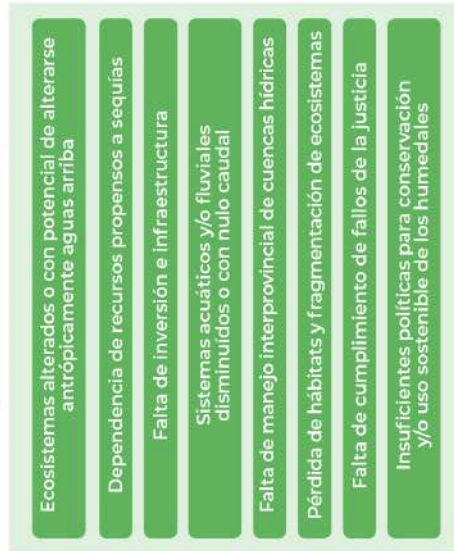 Ecosistemas alterados o con potencial de alterarse
antrópicamente aguas arriba
Dependencia de recursos propensos a sequías
Falta de inversión e infraestructura
Sistemas acuáticos y/o fluviales
disminuídos o con nulo caudal
Falta de manejo interprovincial de cuencas hídricas
Pérdida de hábitats y fragmentación de ecosistemas
Falta de cumplimiento de fallos de la justicia
Insuficientes políticas para conservación
y/o uso sostenible de los humedales